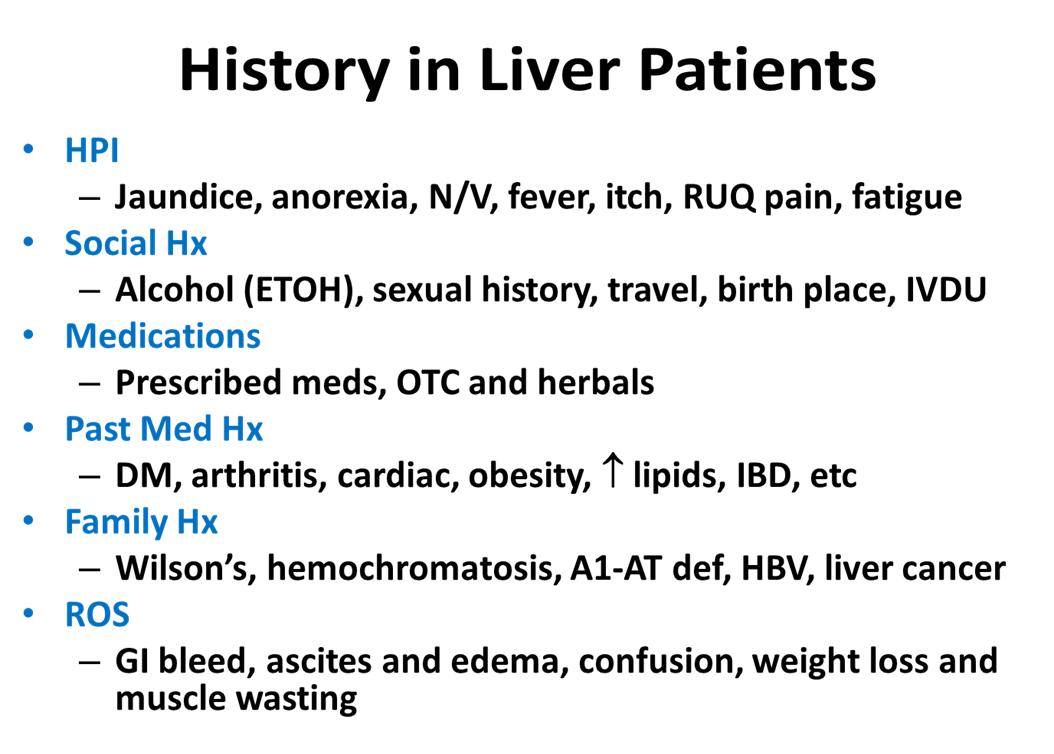 History in Liver Patients
• HPI
– Jaundice, anorexia, N/V, fever, itch, RUQ pain, fatigue
• Social Hx
– Alcohol (ETOH), sexual history, travel, birth place, IVDU
• Medications
– Prescribed meds, OTC and herbals
• Past Med Hx
– DM, arthritis, cardiac, obesity, ↑ lipids, IBD, etc
• Family Hx
– Wilson’s, hemochromatosis, A1-AT def, HBV, liver cancer
• ROS
– GI bleed, ascites and edema, confusion, weight loss and
muscle wasting